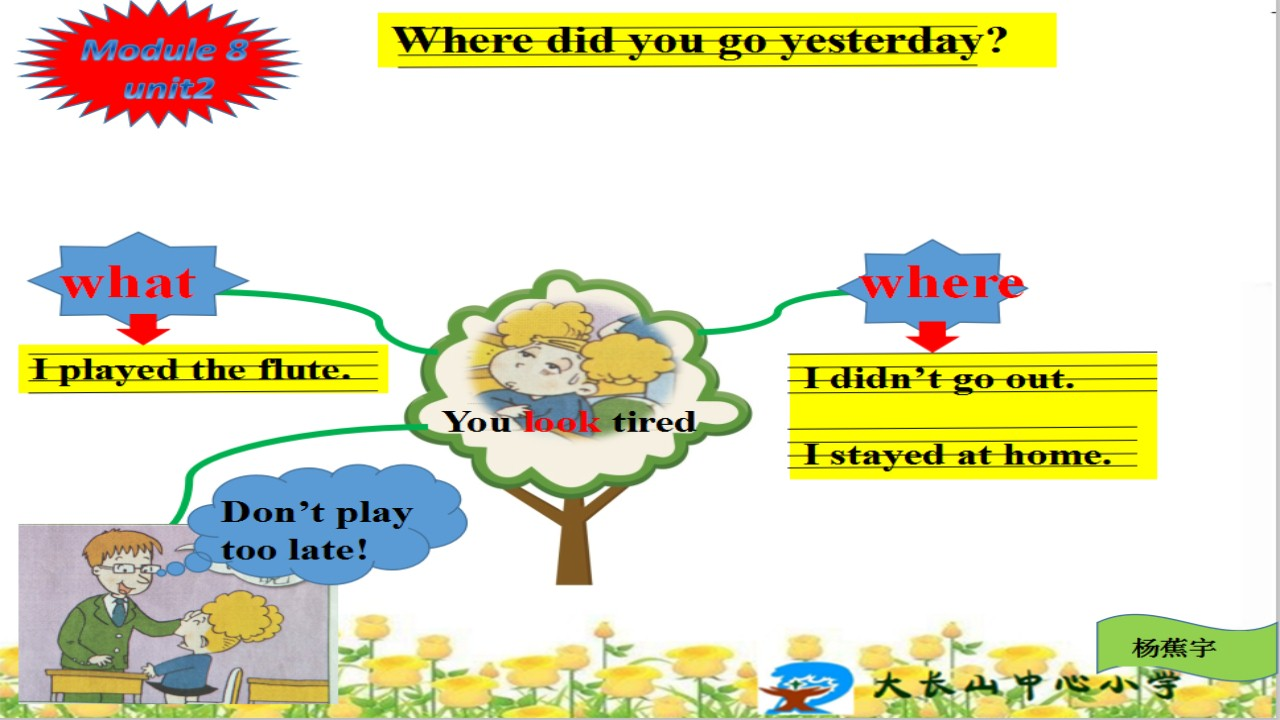 Module 8
unit2
Where did you go yesterday?
what
I played the flute.
where
I didn’t go out.
I stayed at home.
You look tired
Don’t play
too late!
杨蕉宇
大长山中心小学